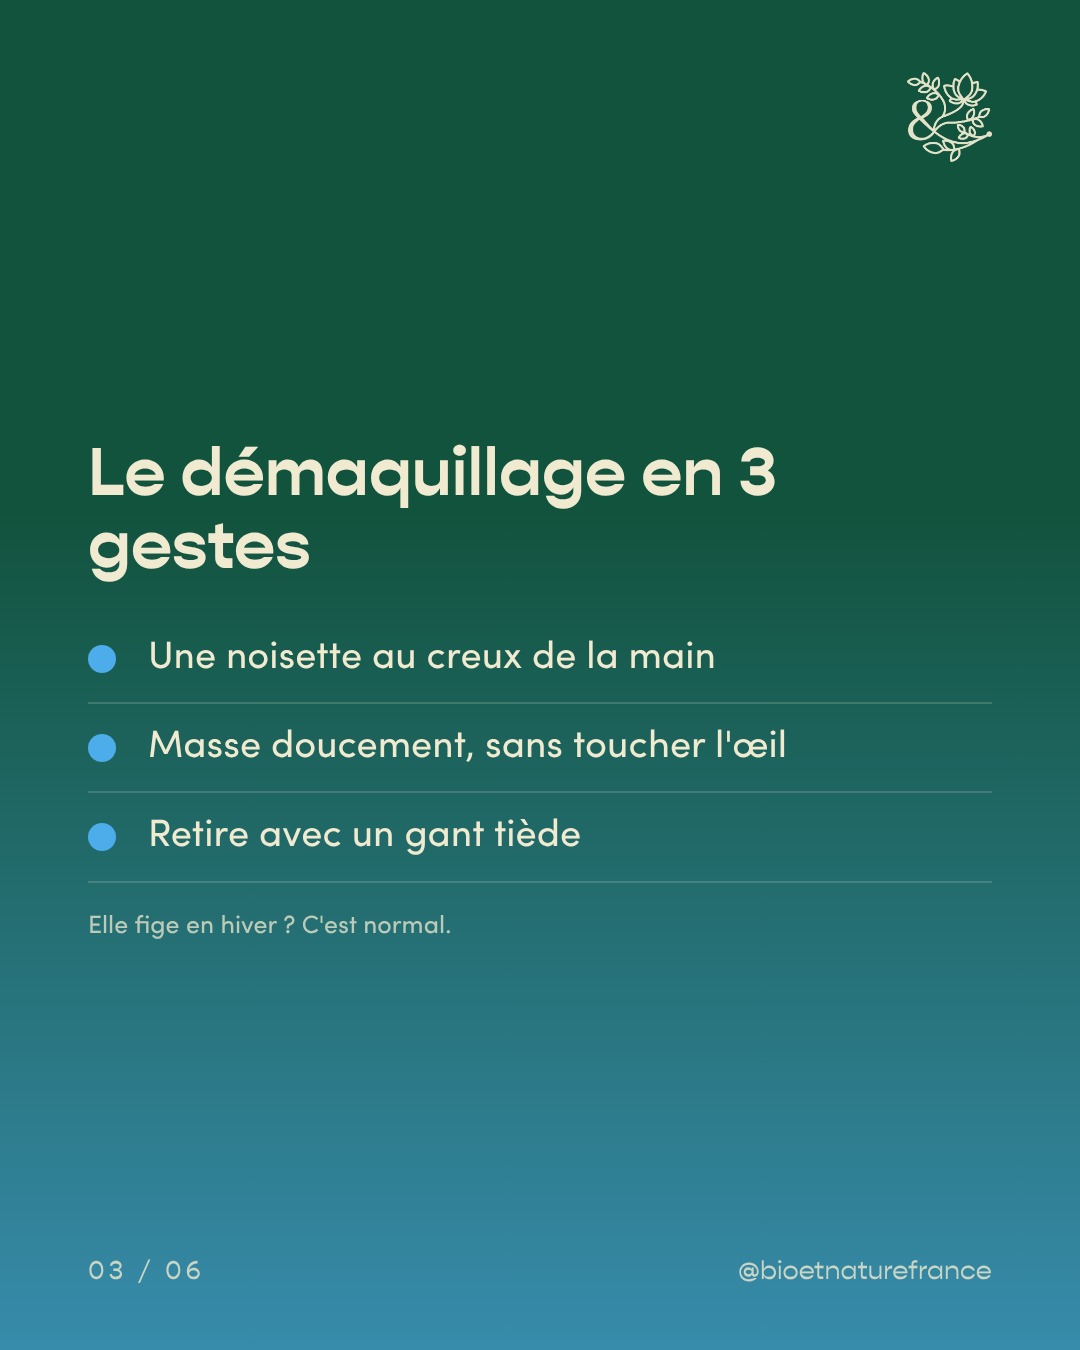 &
Le démaquillage en 3
gestes
Une noisette au creux de la main
Masse doucement, sans toucher l'œil
Retire avec un gant tiède
Elle fige en hiver ? C'est normal.
03 / 06
@bioetnaturefrance